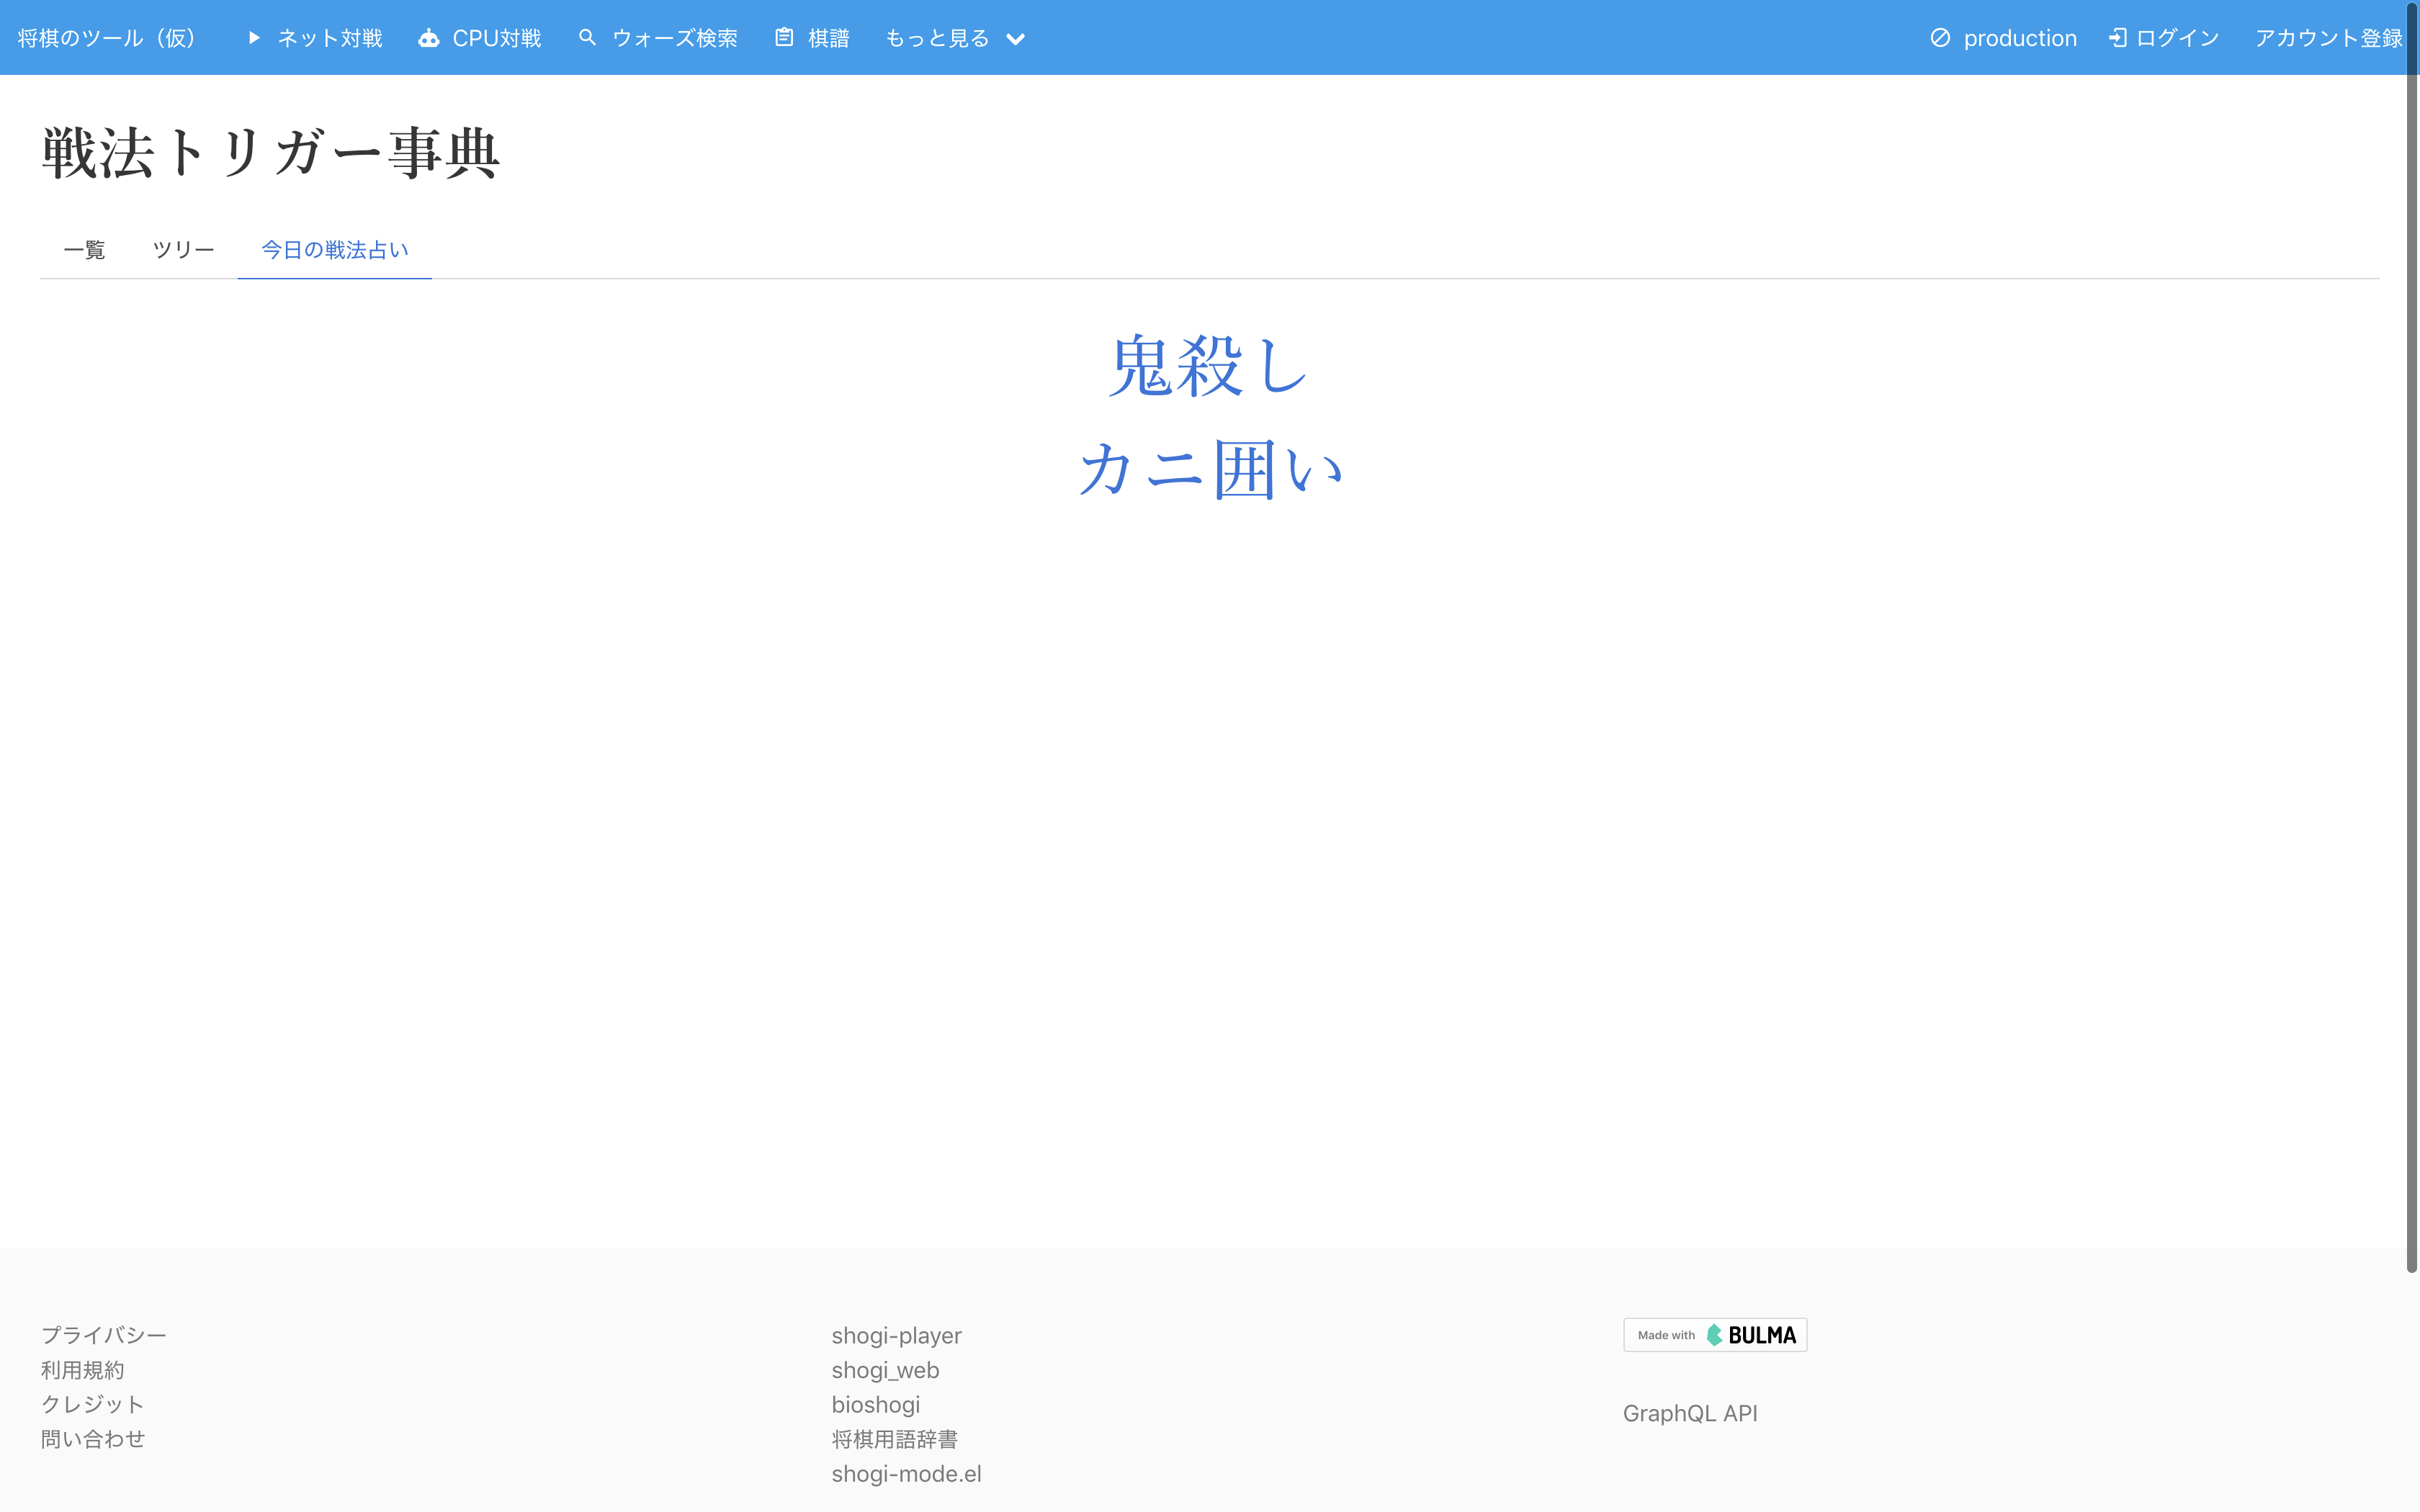 将棋のツール（仮） ネット対戦 CPU対戦 ウォーズ検索 棋譜 もっと見る production ログイン アカウント登録
戦法トリガー事典
一覧 ツリー 今日の戦法占い
鬼殺し
カニ囲い
プライバシー
利用規約
クレジット
問い合わせ
shogi-player
shogi_web
bioshogi
将棋用語辞書
shogi-mode.el
Made with BULMA
GraphQL API